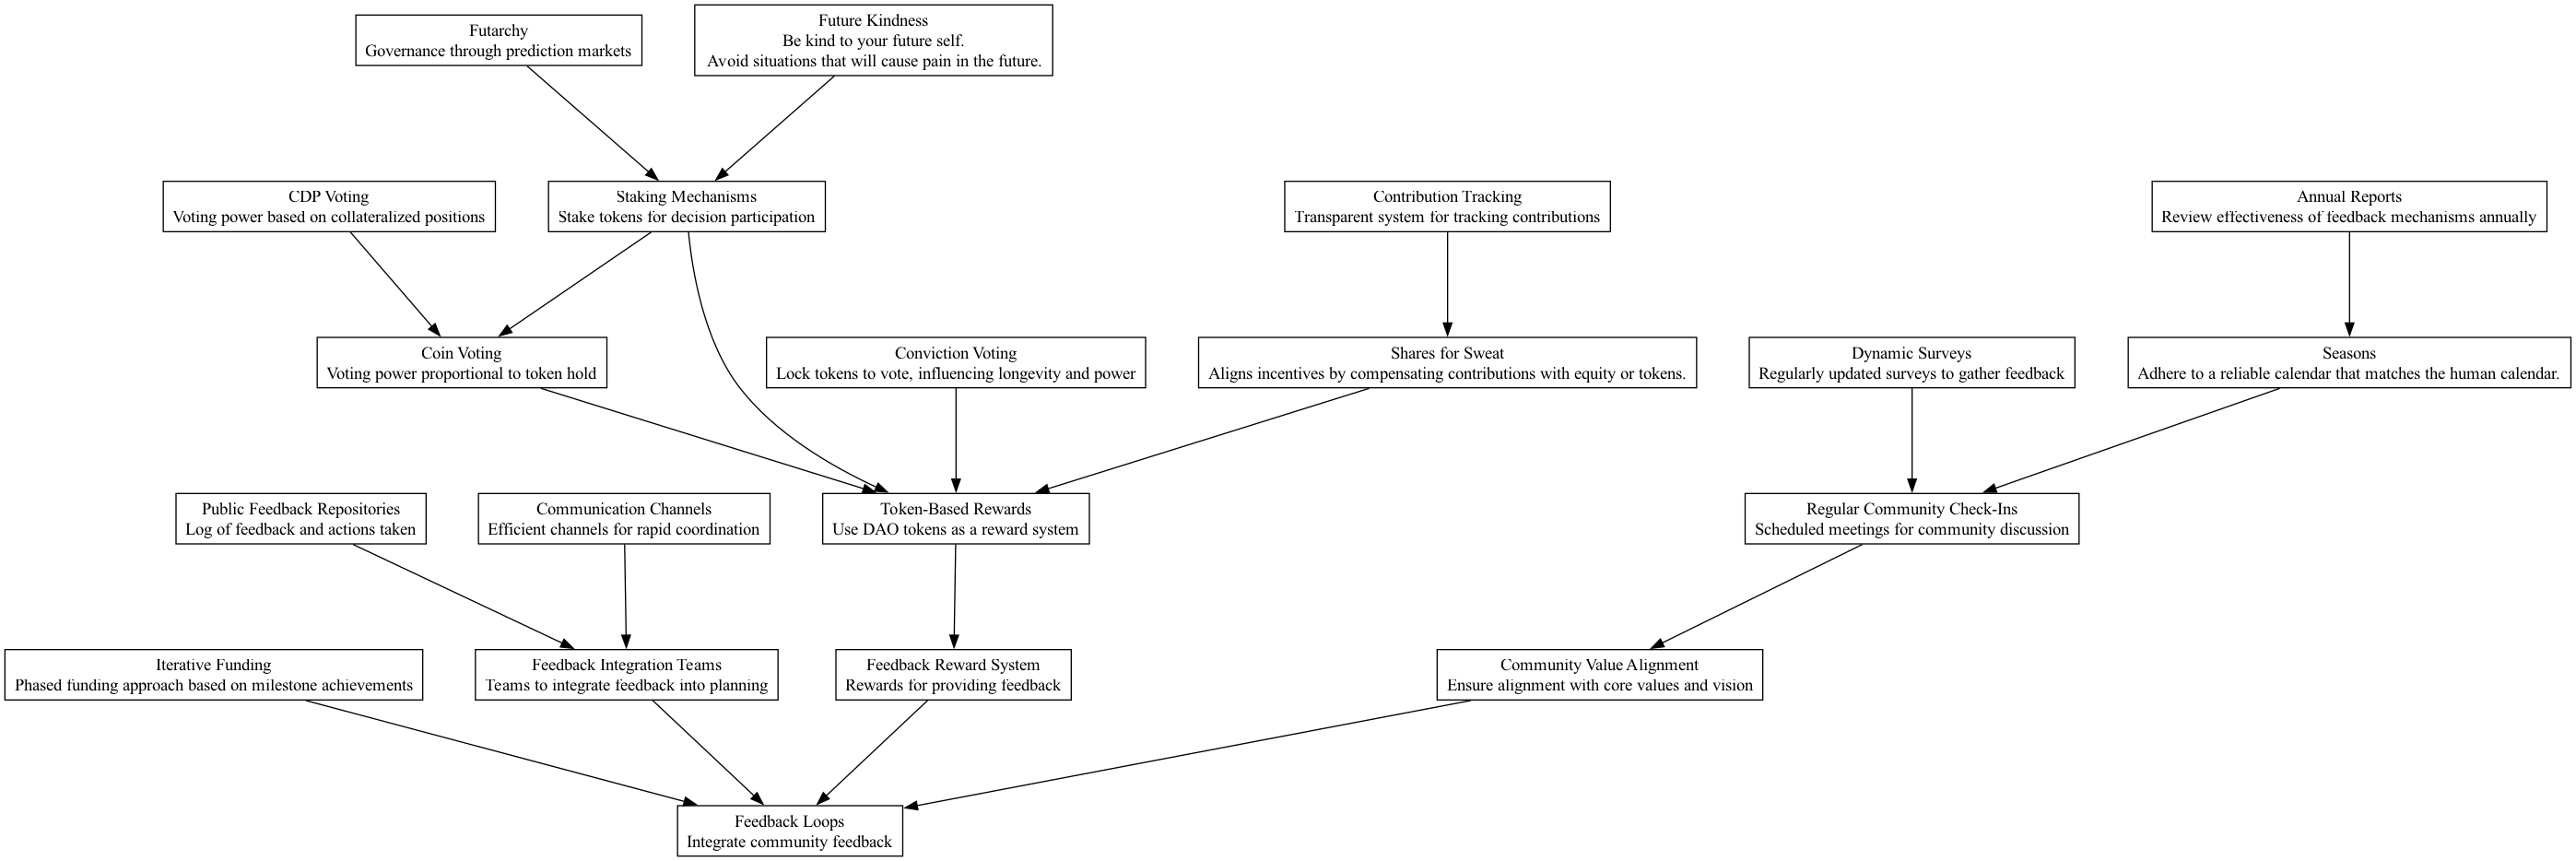 Futarchy
Governance through prediction markets
Future Kindness
Be kind to your future self.
Avoid situations that will cause pain in the future.
CDP Voting
Voting power based on collateralized positions
Staking Mechanisms
Stake tokens for decision participation
Contribution Tracking
Transparent system for tracking contributions
Annual Reports
Review effectiveness of feedback mechanisms annually
Coin Voting
Voting power proportional to token hold
Conviction Voting
Lock tokens to vote, influencing longevity and power
Shares for Sweat
Aligns incentives by compensating contributions with equity or tokens.
Dynamic Surveys
Regularly updated surveys to gather feedback
Seasons
Adhere to a reliable calendar that matches the human calendar.
Public Feedback Repositories
Log of feedback and actions taken
Communication Channels
Efficient channels for rapid coordination
Token-Based Rewards
Use DAO tokens as a reward system
Regular Community Check-Ins
Scheduled meetings for community discussion
Iterative Funding
Phased funding approach based on milestone achievements
Feedback Integration Teams
Teams to integrate feedback into planning
Feedback Reward System
Rewards for providing feedback
Community Value Alignment
Ensure alignment with core values and vision
Feedback Loops
Integrate community feedback